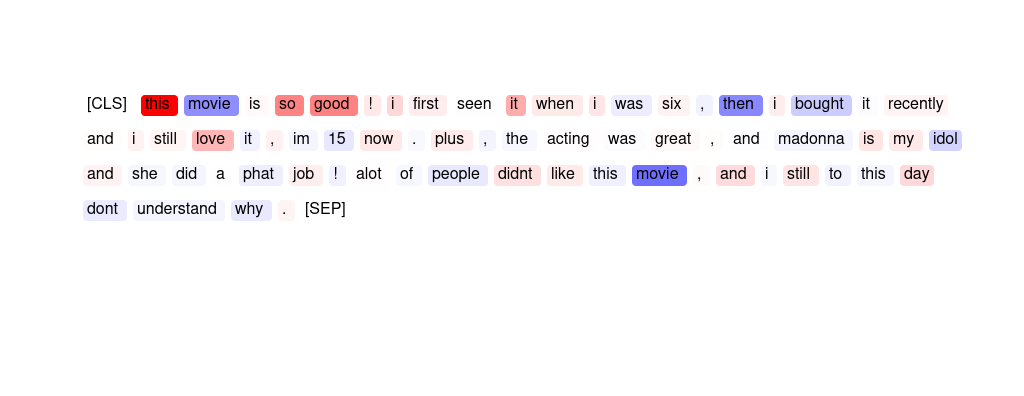 [CLS] this movie is so good ! i first seen it when i was six , then i bought it recently
and i still love it , im 15 now . plus , the acting was great , and madonna is my idol
and she did a phat job ! alot of people didnt like this movie , and i still to this day
dont understand why . [SEP]